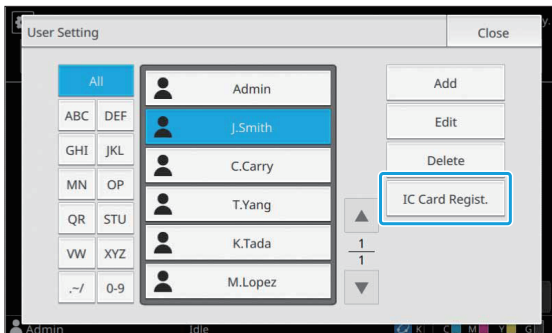 User Setting
Close
All
ABC DEF
GHI JKL
MN OP
QR STU
VW XYZ
.~/ 0-9
Admin
J.Smith
C.Carry
T.Yang
K.Tada
M.Lopez
1
1
Add
Edit
Delete
IC Card Regist.
Admin
Idle
K C M Y G